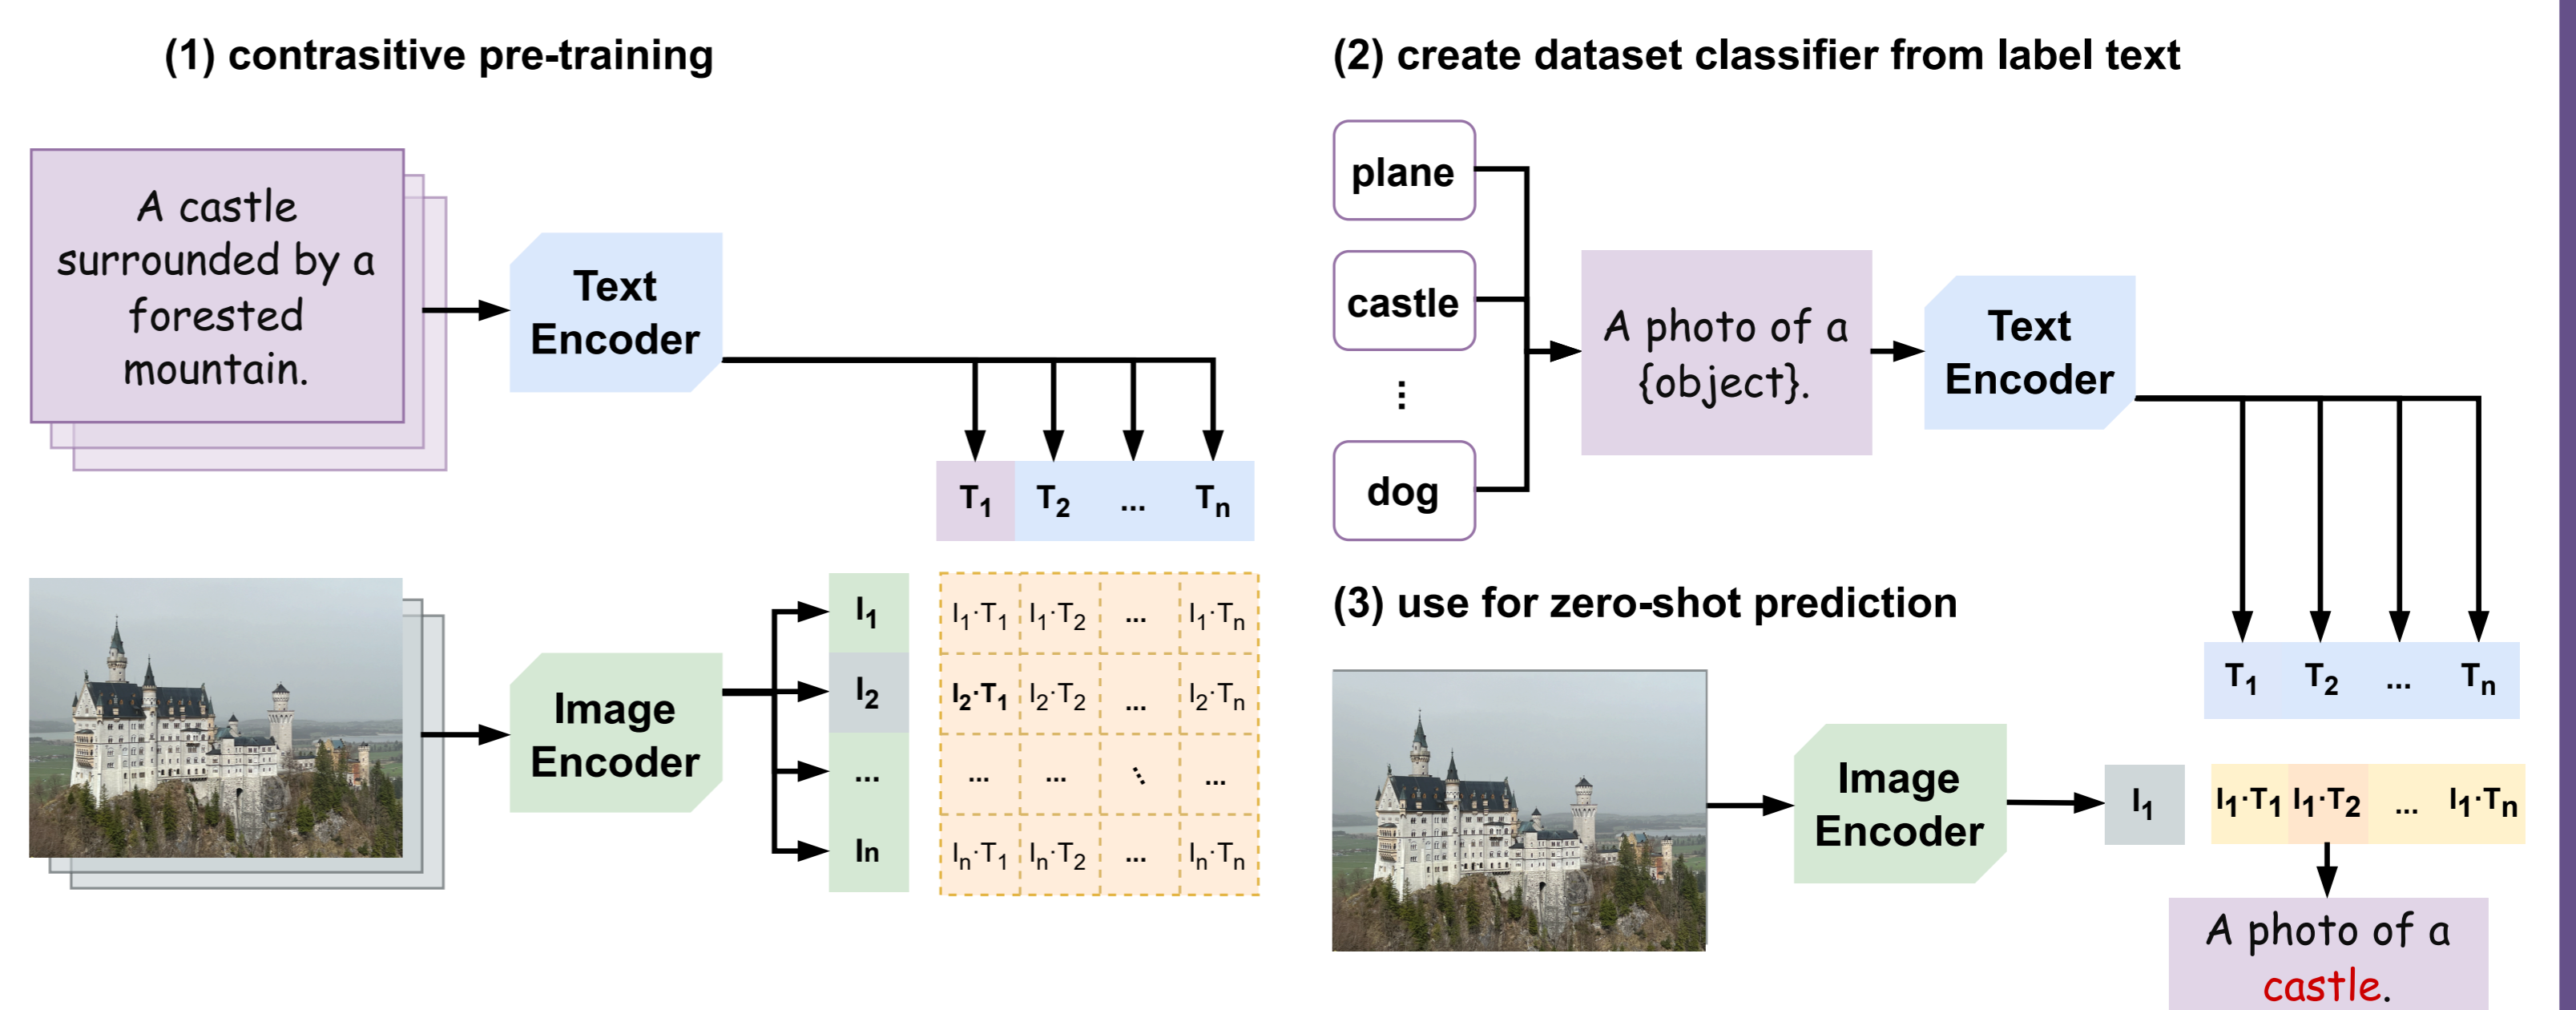 (1) contrasitive pre-training
A castle
surrounded by a
forested
mountain.
Text
Encoder
T1 T2 ... Tn
Image
Encoder
I1
I2
...
In
I1·T1 I1·T2 ... I1·Tn
I2·T1 I2·T2 ... I2·Tn
... ... ⋱ ...
In·T1 In·T2 ... In·Tn
(2) create dataset classifier from label text
plane
castle
⋮
dog
A photo of a
{object}.
Text
Encoder
(3) use for zero-shot prediction
T1 T2 ... Tn
Image
Encoder
I1
I1·T1 I1·T2 ... I1·Tn
A photo of a
castle.